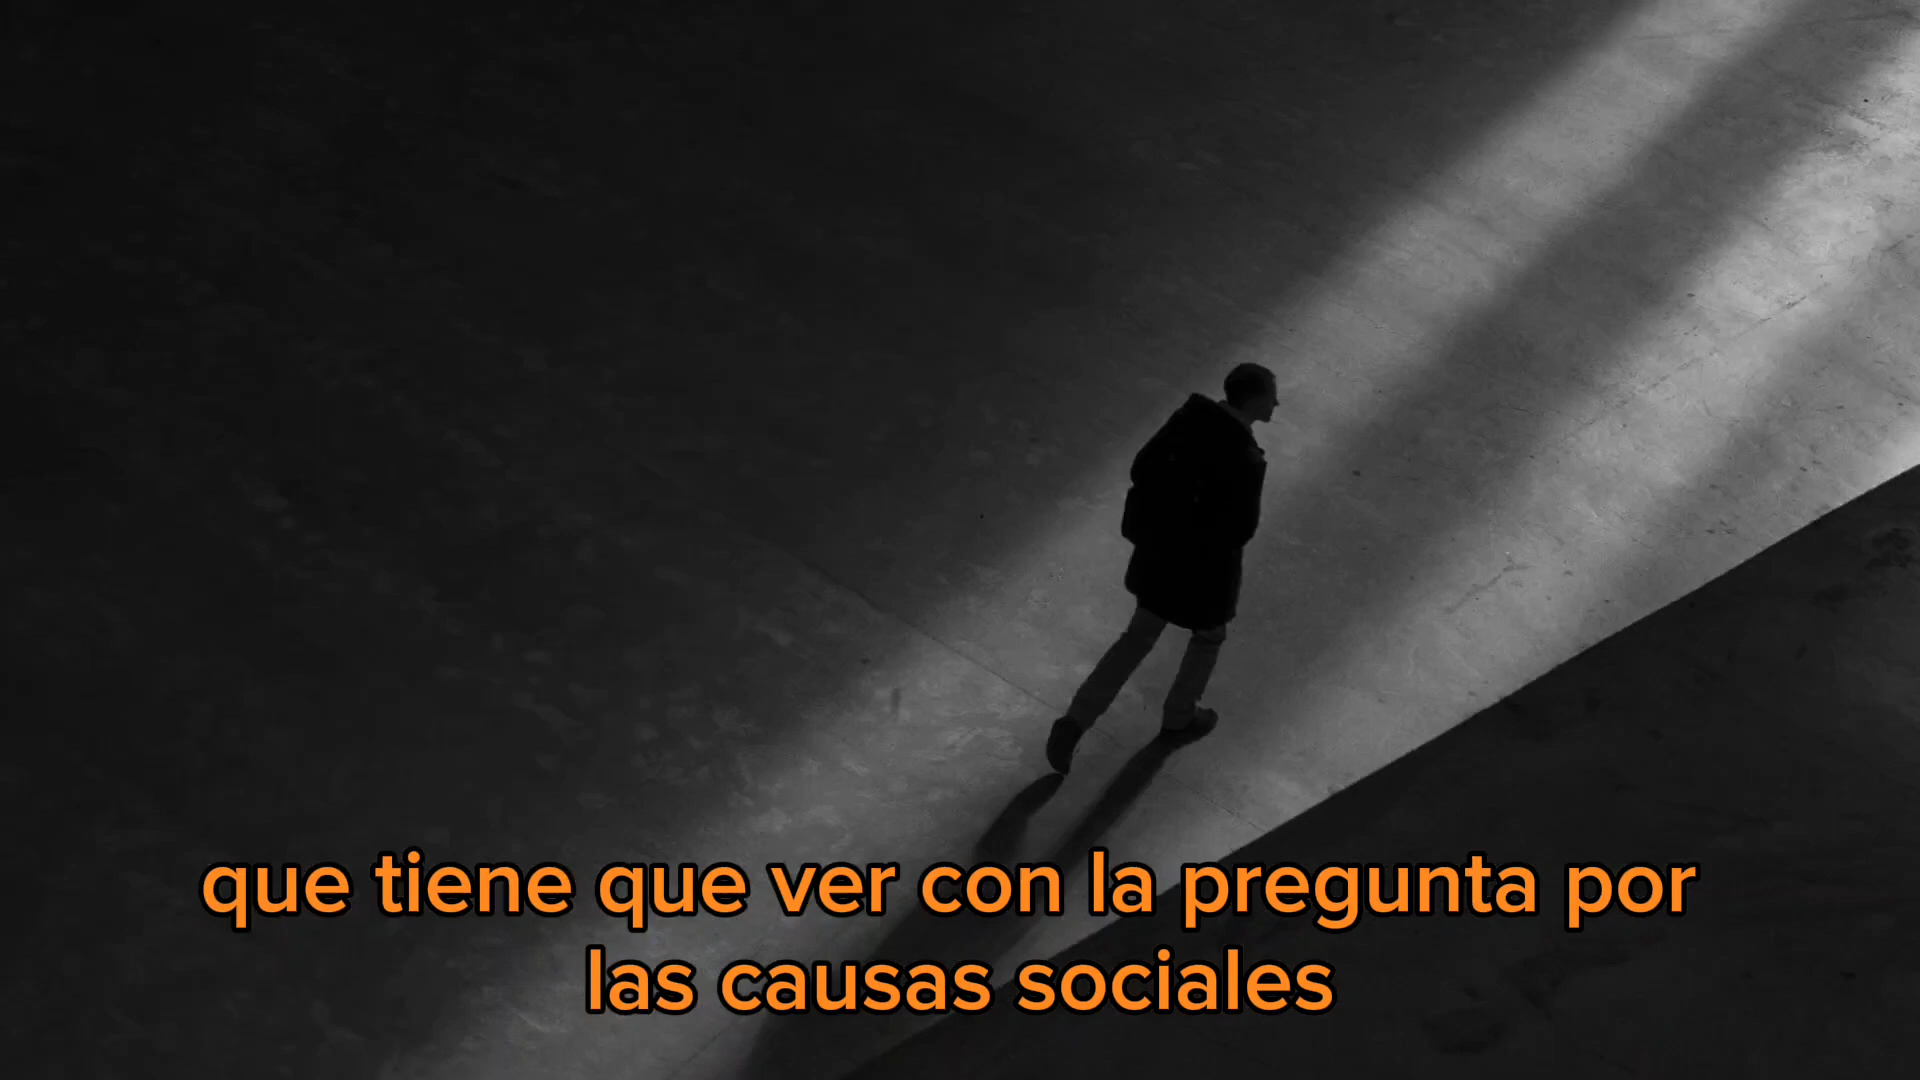 que tiene que ver con la pregunta por
las causas sociales